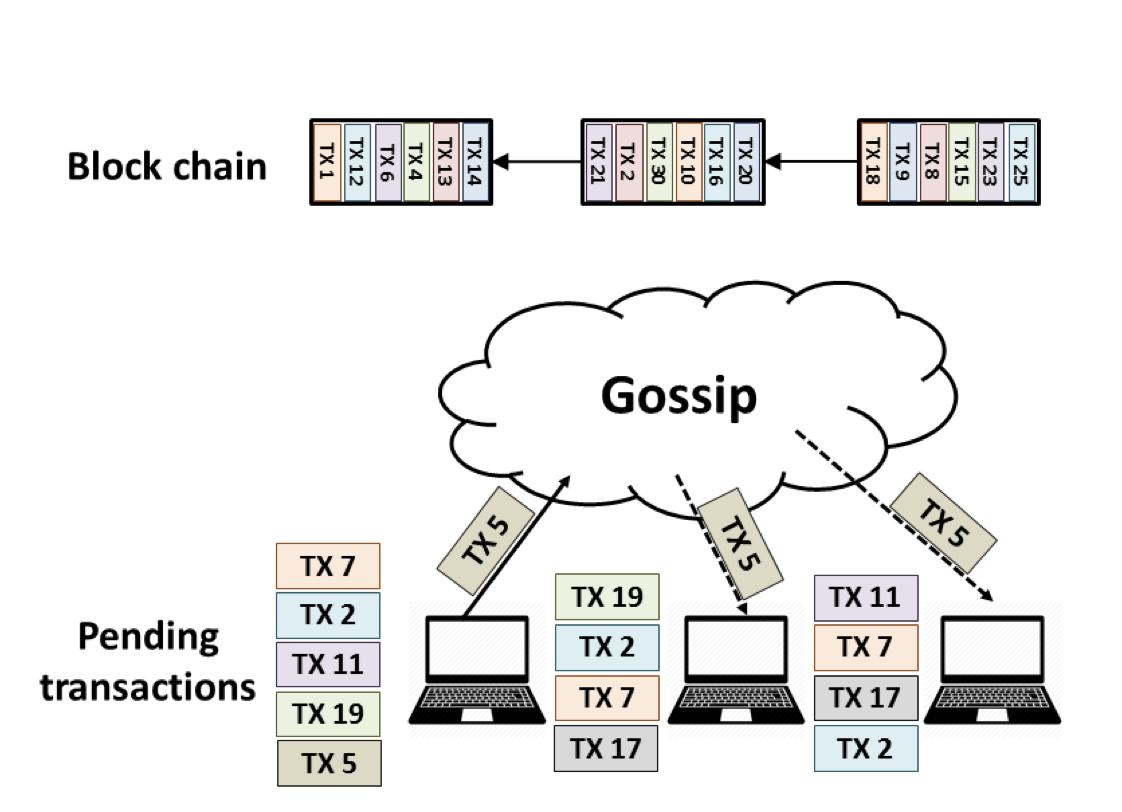 Block chain
TX 1
TX 12
TX 6
TX 4
TX 13
TX 14
TX 21
TX 2
TX 30
TX 10
TX 16
TX 20
TX 18
TX 9
TX 8
TX 15
TX 23
TX 25
Gossip
TX 5
TX 5
TX 5
Pending
transactions
TX 7
TX 2
TX 11
TX 19
TX 5
TX 19
TX 2
TX 7
TX 17
TX 11
TX 7
TX 17
TX 2